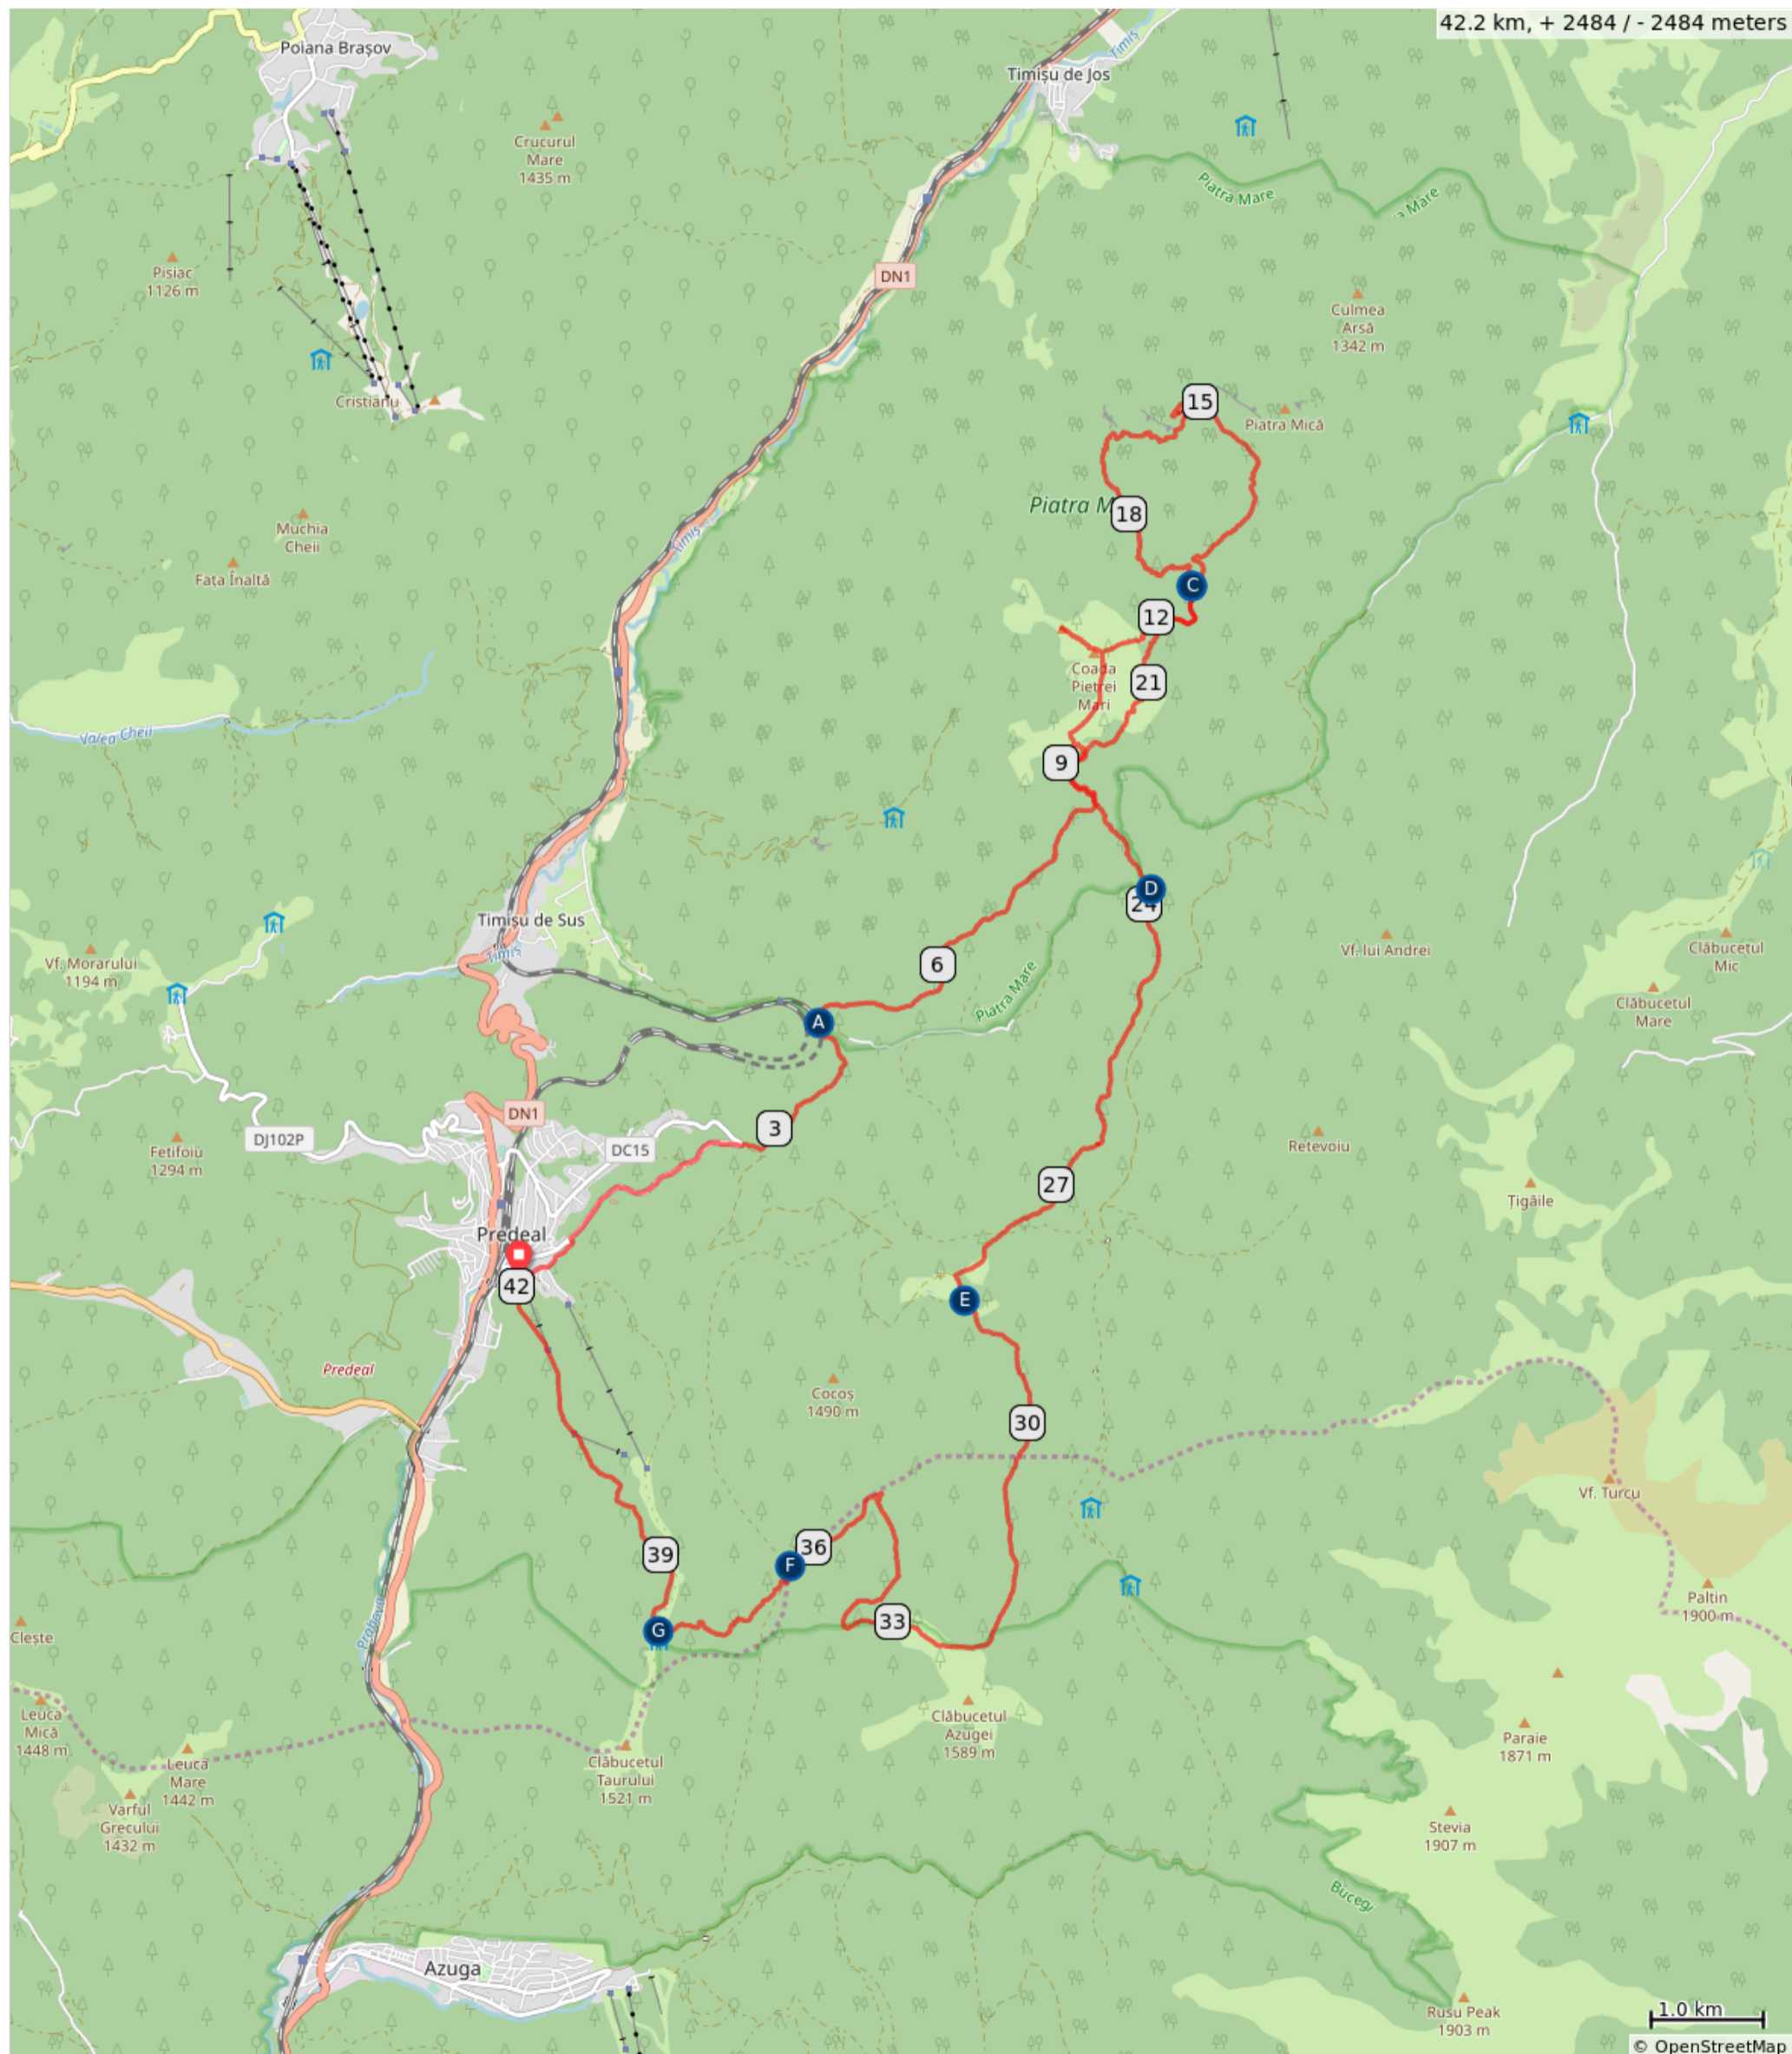 42.2 km, + 2484 / - 2484 meters
Poiana Brașov
Timiș
Timișu de Jos
Crucurul
Mare
1435 m
Piatra Mare
a Mare
Pisiac
1126 m
DN1
Culmea
Arsă
1342 m
Cristianu
15
Piatra Mică
Muchia
Cheii
Piatra M
18
Timiș
Fața Înaltă
C
12
Coada
Pietrei
Mari
21
Valea Cheii
9
D
24
Timișu de Sus
Timiș
Vf. Morarului
1194 m
6
Vf. lui Andrei
Clăbucetul
Mic
Piatra Mare
Clăbucetul
Mare
A
DN1
3
DJ102P
DC15
Fetifoiu
1294 m
Retevoiu
27
Țigăile
Predeal
42
E
Predeal
Cocoș
1490 m
30
Vf. Turcu
39
36
F
Paltin
1900 m
Prahova
33
G
Clește
Leuca
Mică
1448 m
Clăbucetul
Azugei
1589 m
Paraie
1871 m
Leuca
Mare
1442 m
Clăbucetul
Taurului
1521 m
Varful
Grecului
1432 m
Stevia
1907 m
Bucegi
Azuga
Rusu Peak
1903 m
1.0 km
© OpenStreetMap